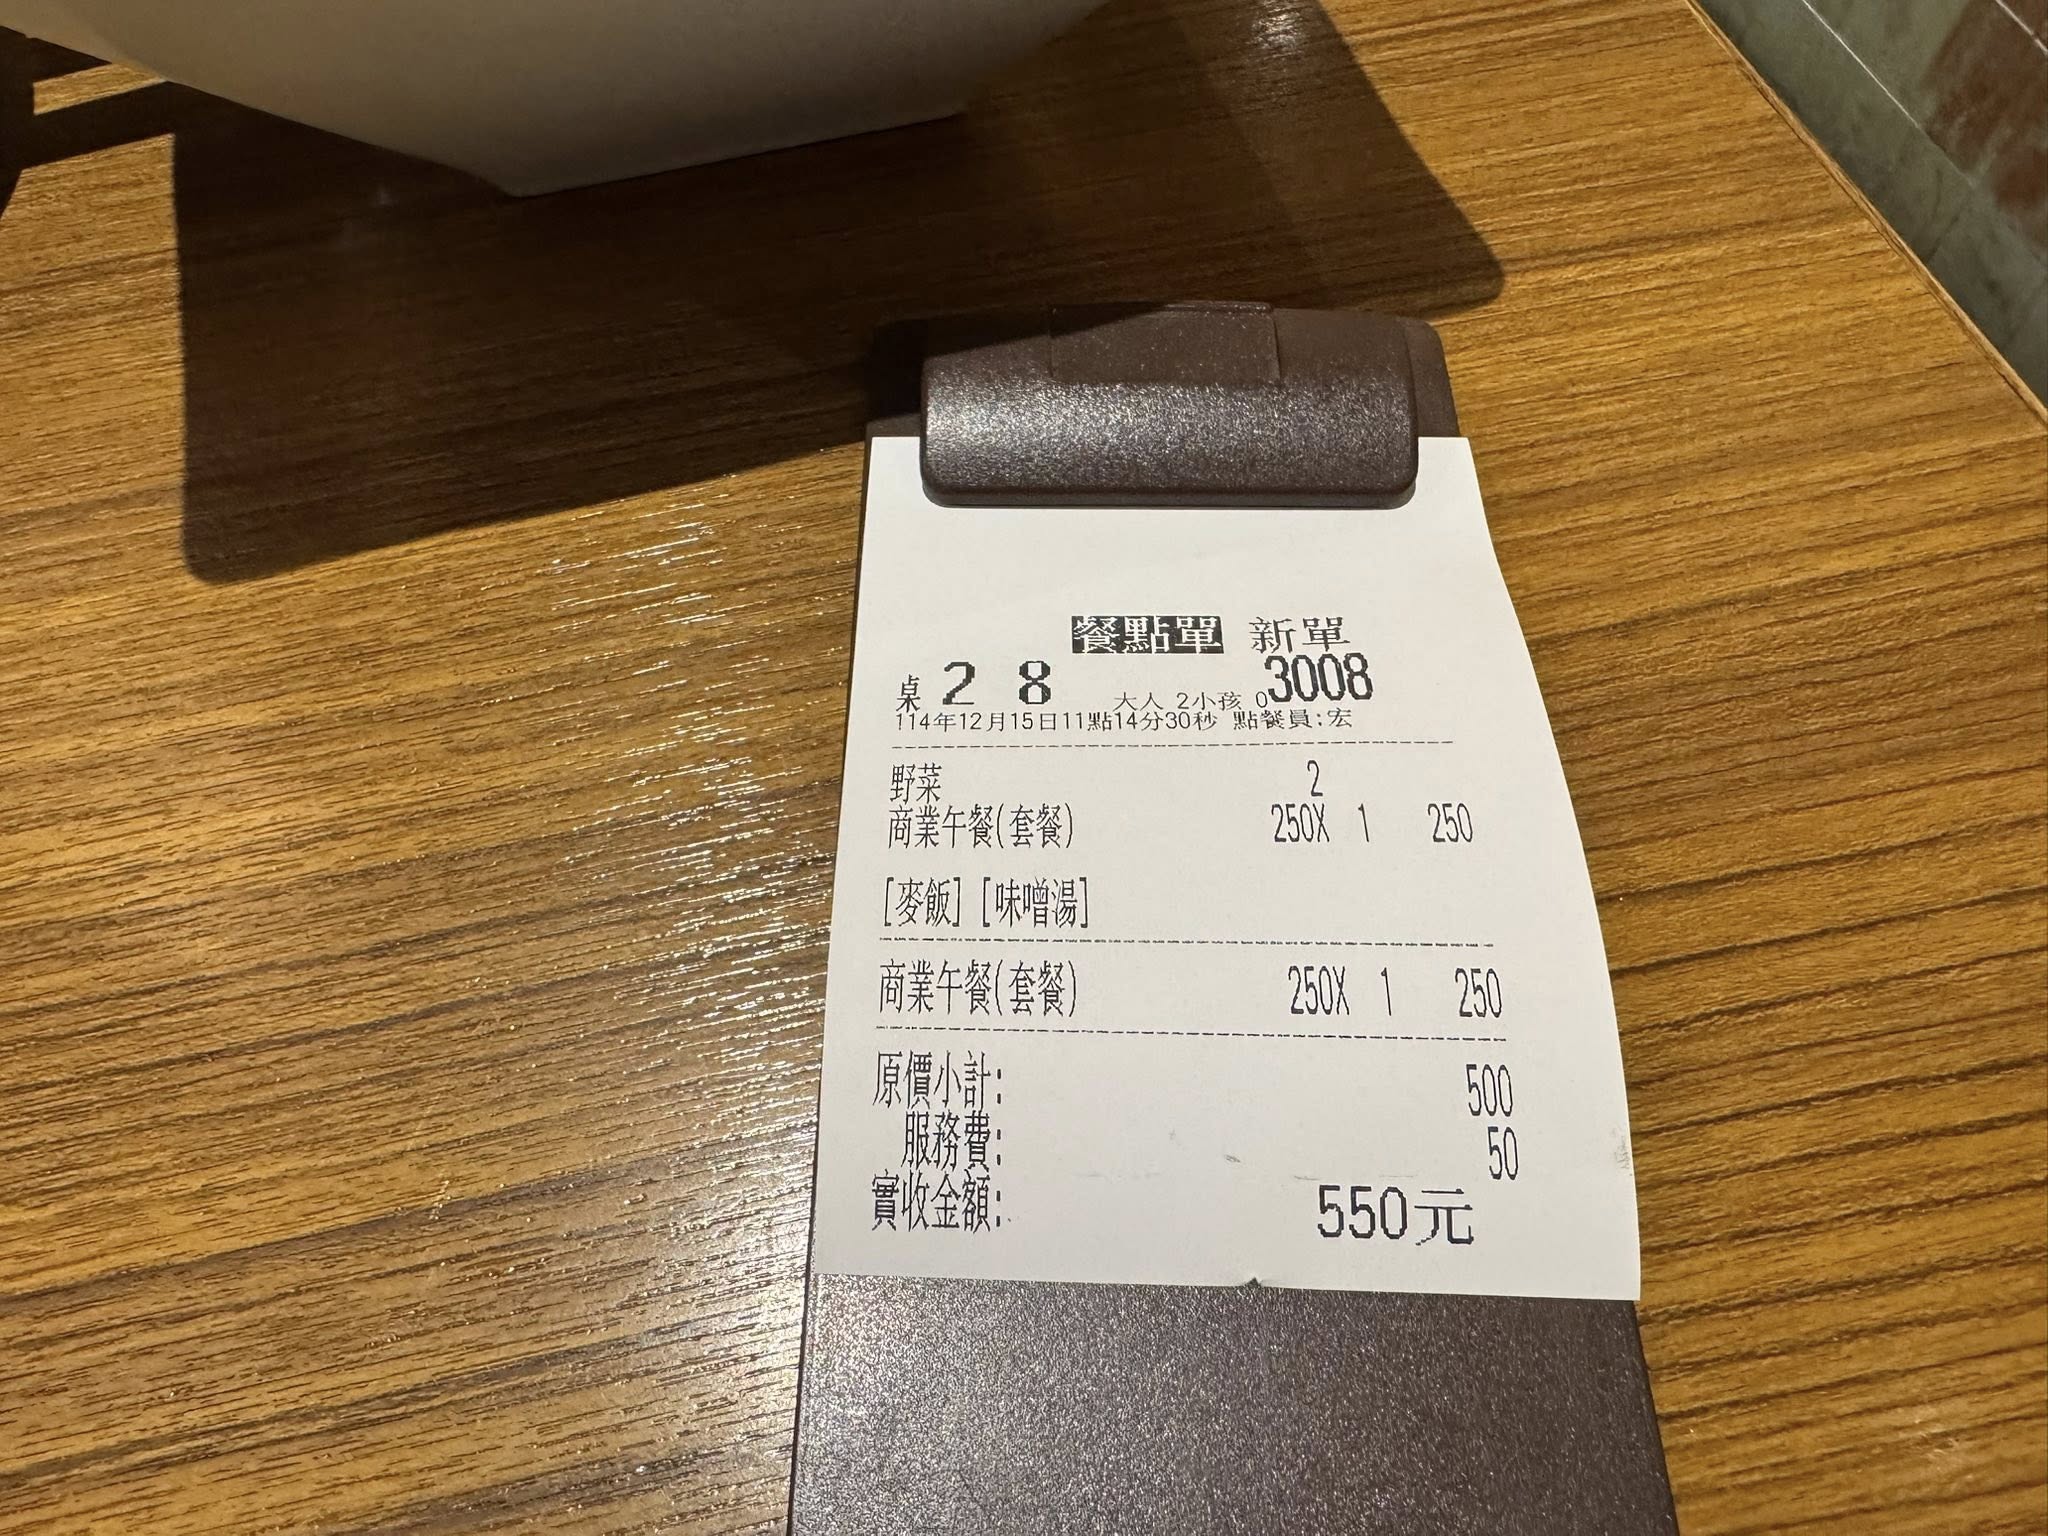 餐點單 新單
桌 2 8 大人 2小孩 0 3008
114年12月15日11點14分30秒 點餐員:宏
野菜 2
商業午餐(套餐) 250X 1 250
[麥飯] [味噌湯]
商業午餐(套餐) 250X 1 250
原價小計: 500
服務費: 50
實收金額: 550元